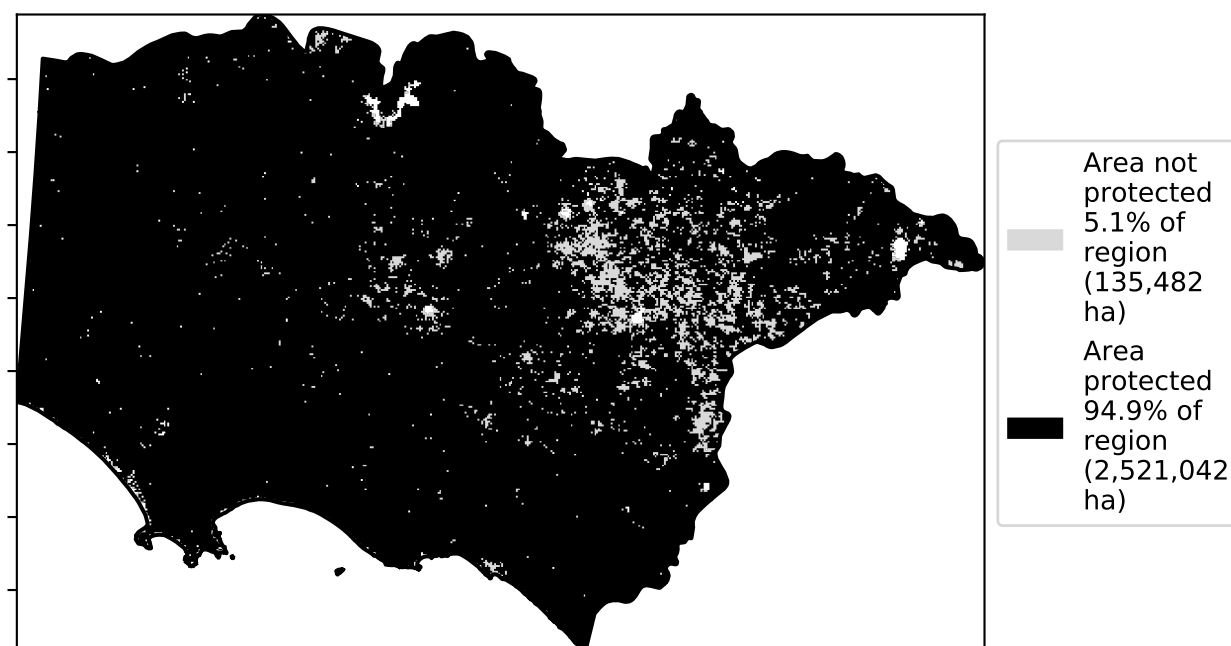 Area not
protected
5.1% of
region
(135,482
ha)
Area
protected
94.9% of
region
(2,521,042
ha)